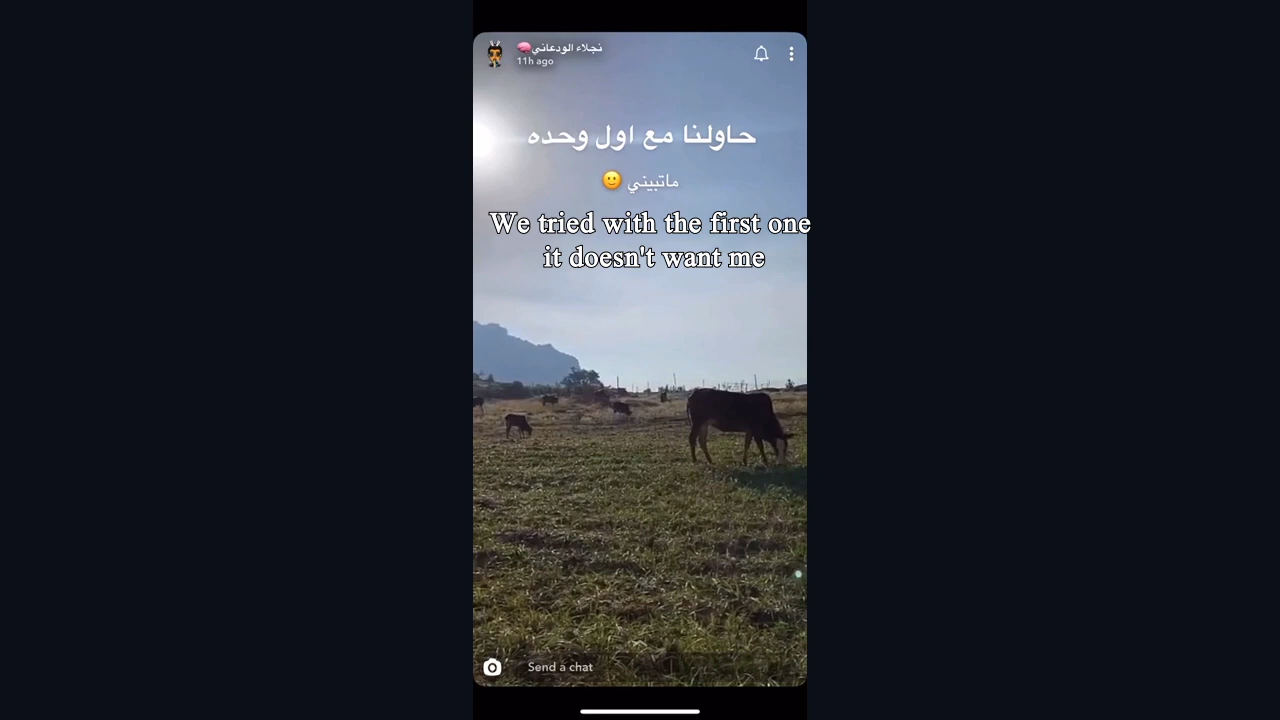 نجلاء الودعاني🧠
11h ago
حاولنا مع اول وحده
ماتبيني 🙂
We tried with the first one
it doesn't want me
Send a chat